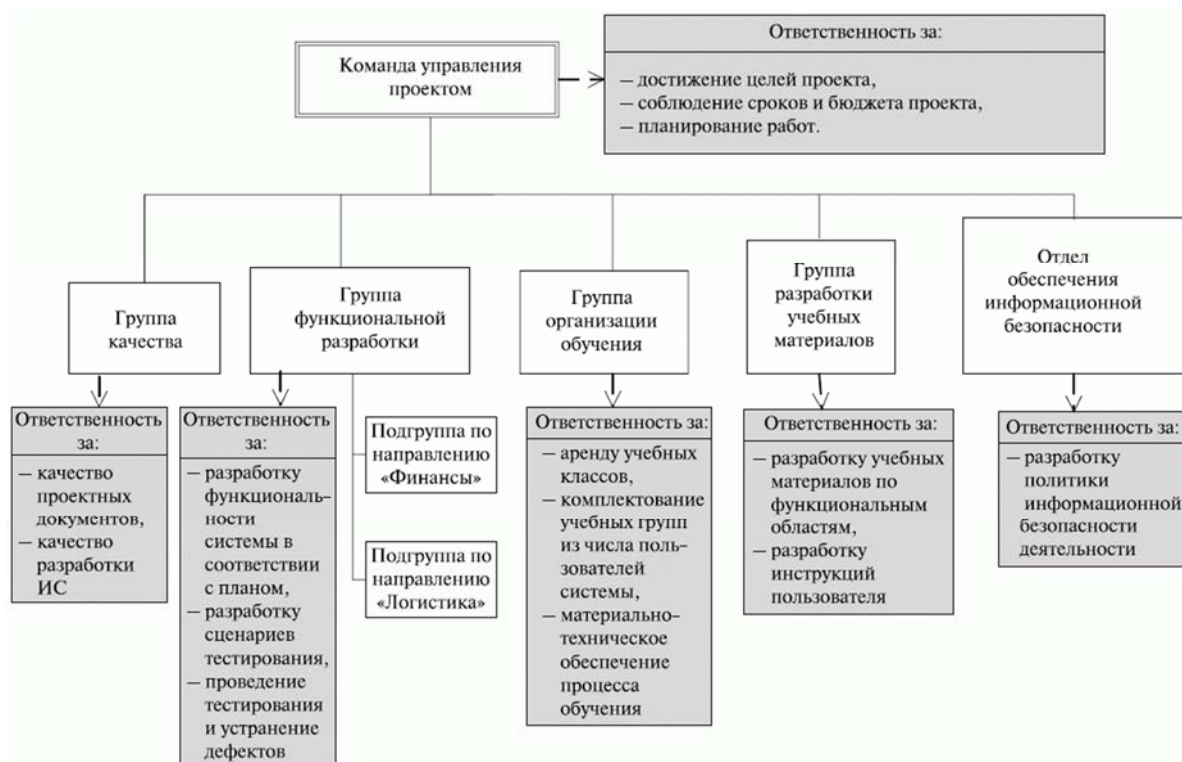 Команда управления
проектом
Ответственность за:
— достижение целей проекта,
— соблюдение сроков и бюджета проекта,
— планирование работ.
Группа
качества
Ответственность
за:
— качество
проектных
документов,
— качество
разработки
ИС
Группа
функциональной
разработки
Ответственность
за:
— разработку
функциональ-
ности
системы в
соответствии
с планом,
— разработку
сценариев
тестирования,
— проведение
тестирования
и устранение
дефектов
Подгруппа по
направлению
«Финансы»
Подгруппа по
направлению
«Логистика»
Группа
организации
обучения
Ответственность за:
— аренду учебных
классов,
— комплектование
учебных групп
из числа поль-
зователей
системы,
— материально-
техническое
обеспечение
процесса
обучения
Группа
разработки
учебных
материалов
Ответственность за:
— разработку учебных
материалов по
функциональным
областям,
— разработку
инструкций
пользователя
Отдел
обеспечения
информационной
безопасности
Ответственность за:
— разработку
политики
информационной
безопасности
деятельности